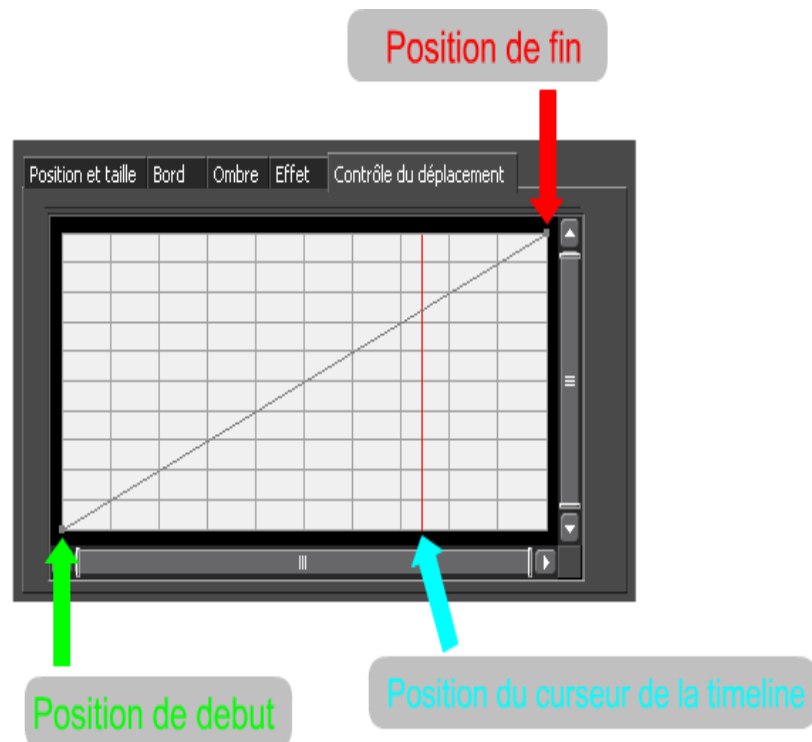 Position de fin
Position et taille Bord Ombre Effet Contrôle du déplacement
Position de debut
Position du curseur de la timeline